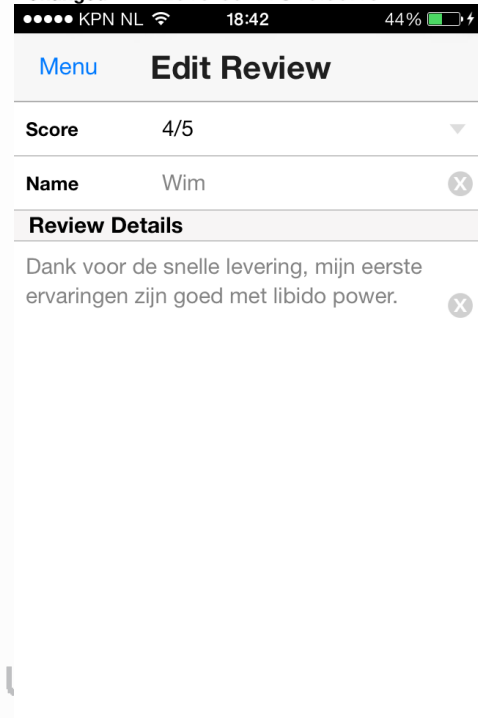 KPN NL 18:42 44%
Menu Edit Review
Score 4/5
Name Wim
Review Details
Dank voor de snelle levering, mijn eerste
ervaringen zijn goed met libido power.